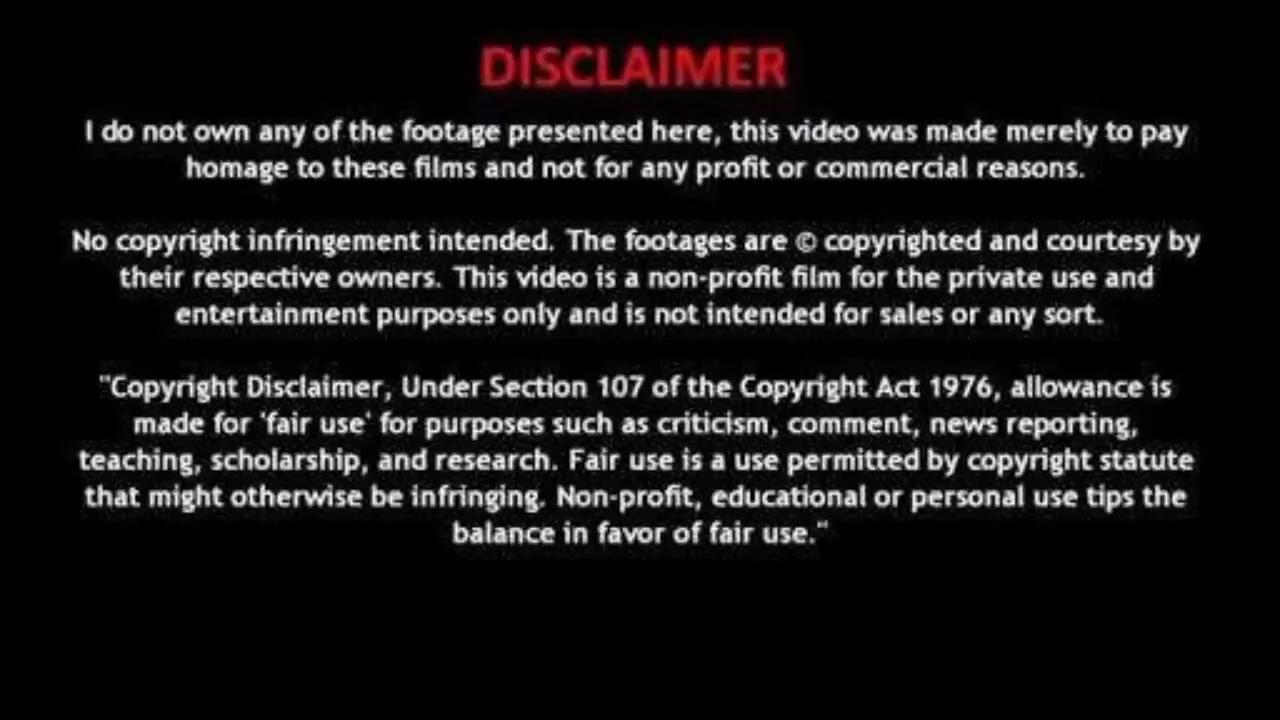 DISCLAIMER
I do not own any of the footage presented here, this video was made merely to pay
homage to these films and not for any profit or commercial reasons.
No copyright infringement intended. The footages are © copyrighted and courtesy by
their respective owners. This video is a non-profit film for the private use and
entertainment purposes only and is not intended for sales or any sort.
"Copyright Disclaimer, Under Section 107 of the Copyright Act 1976, allowance is
made for 'fair use' for purposes such as criticism, comment, news reporting,
teaching, scholarship, and research. Fair use is a use permitted by copyright statute
that might otherwise be infringing. Non-profit, educational or personal use tips the
balance in favor of fair use."